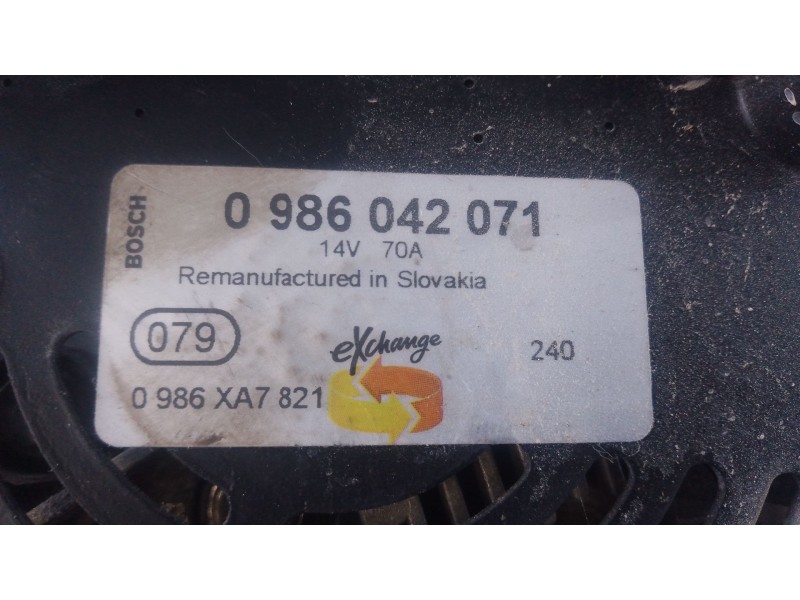 BOSCH
0 986 042 071
14V 70A
Remanufactured in Slovakia
079
eXchange
240
0 986 XA7 821